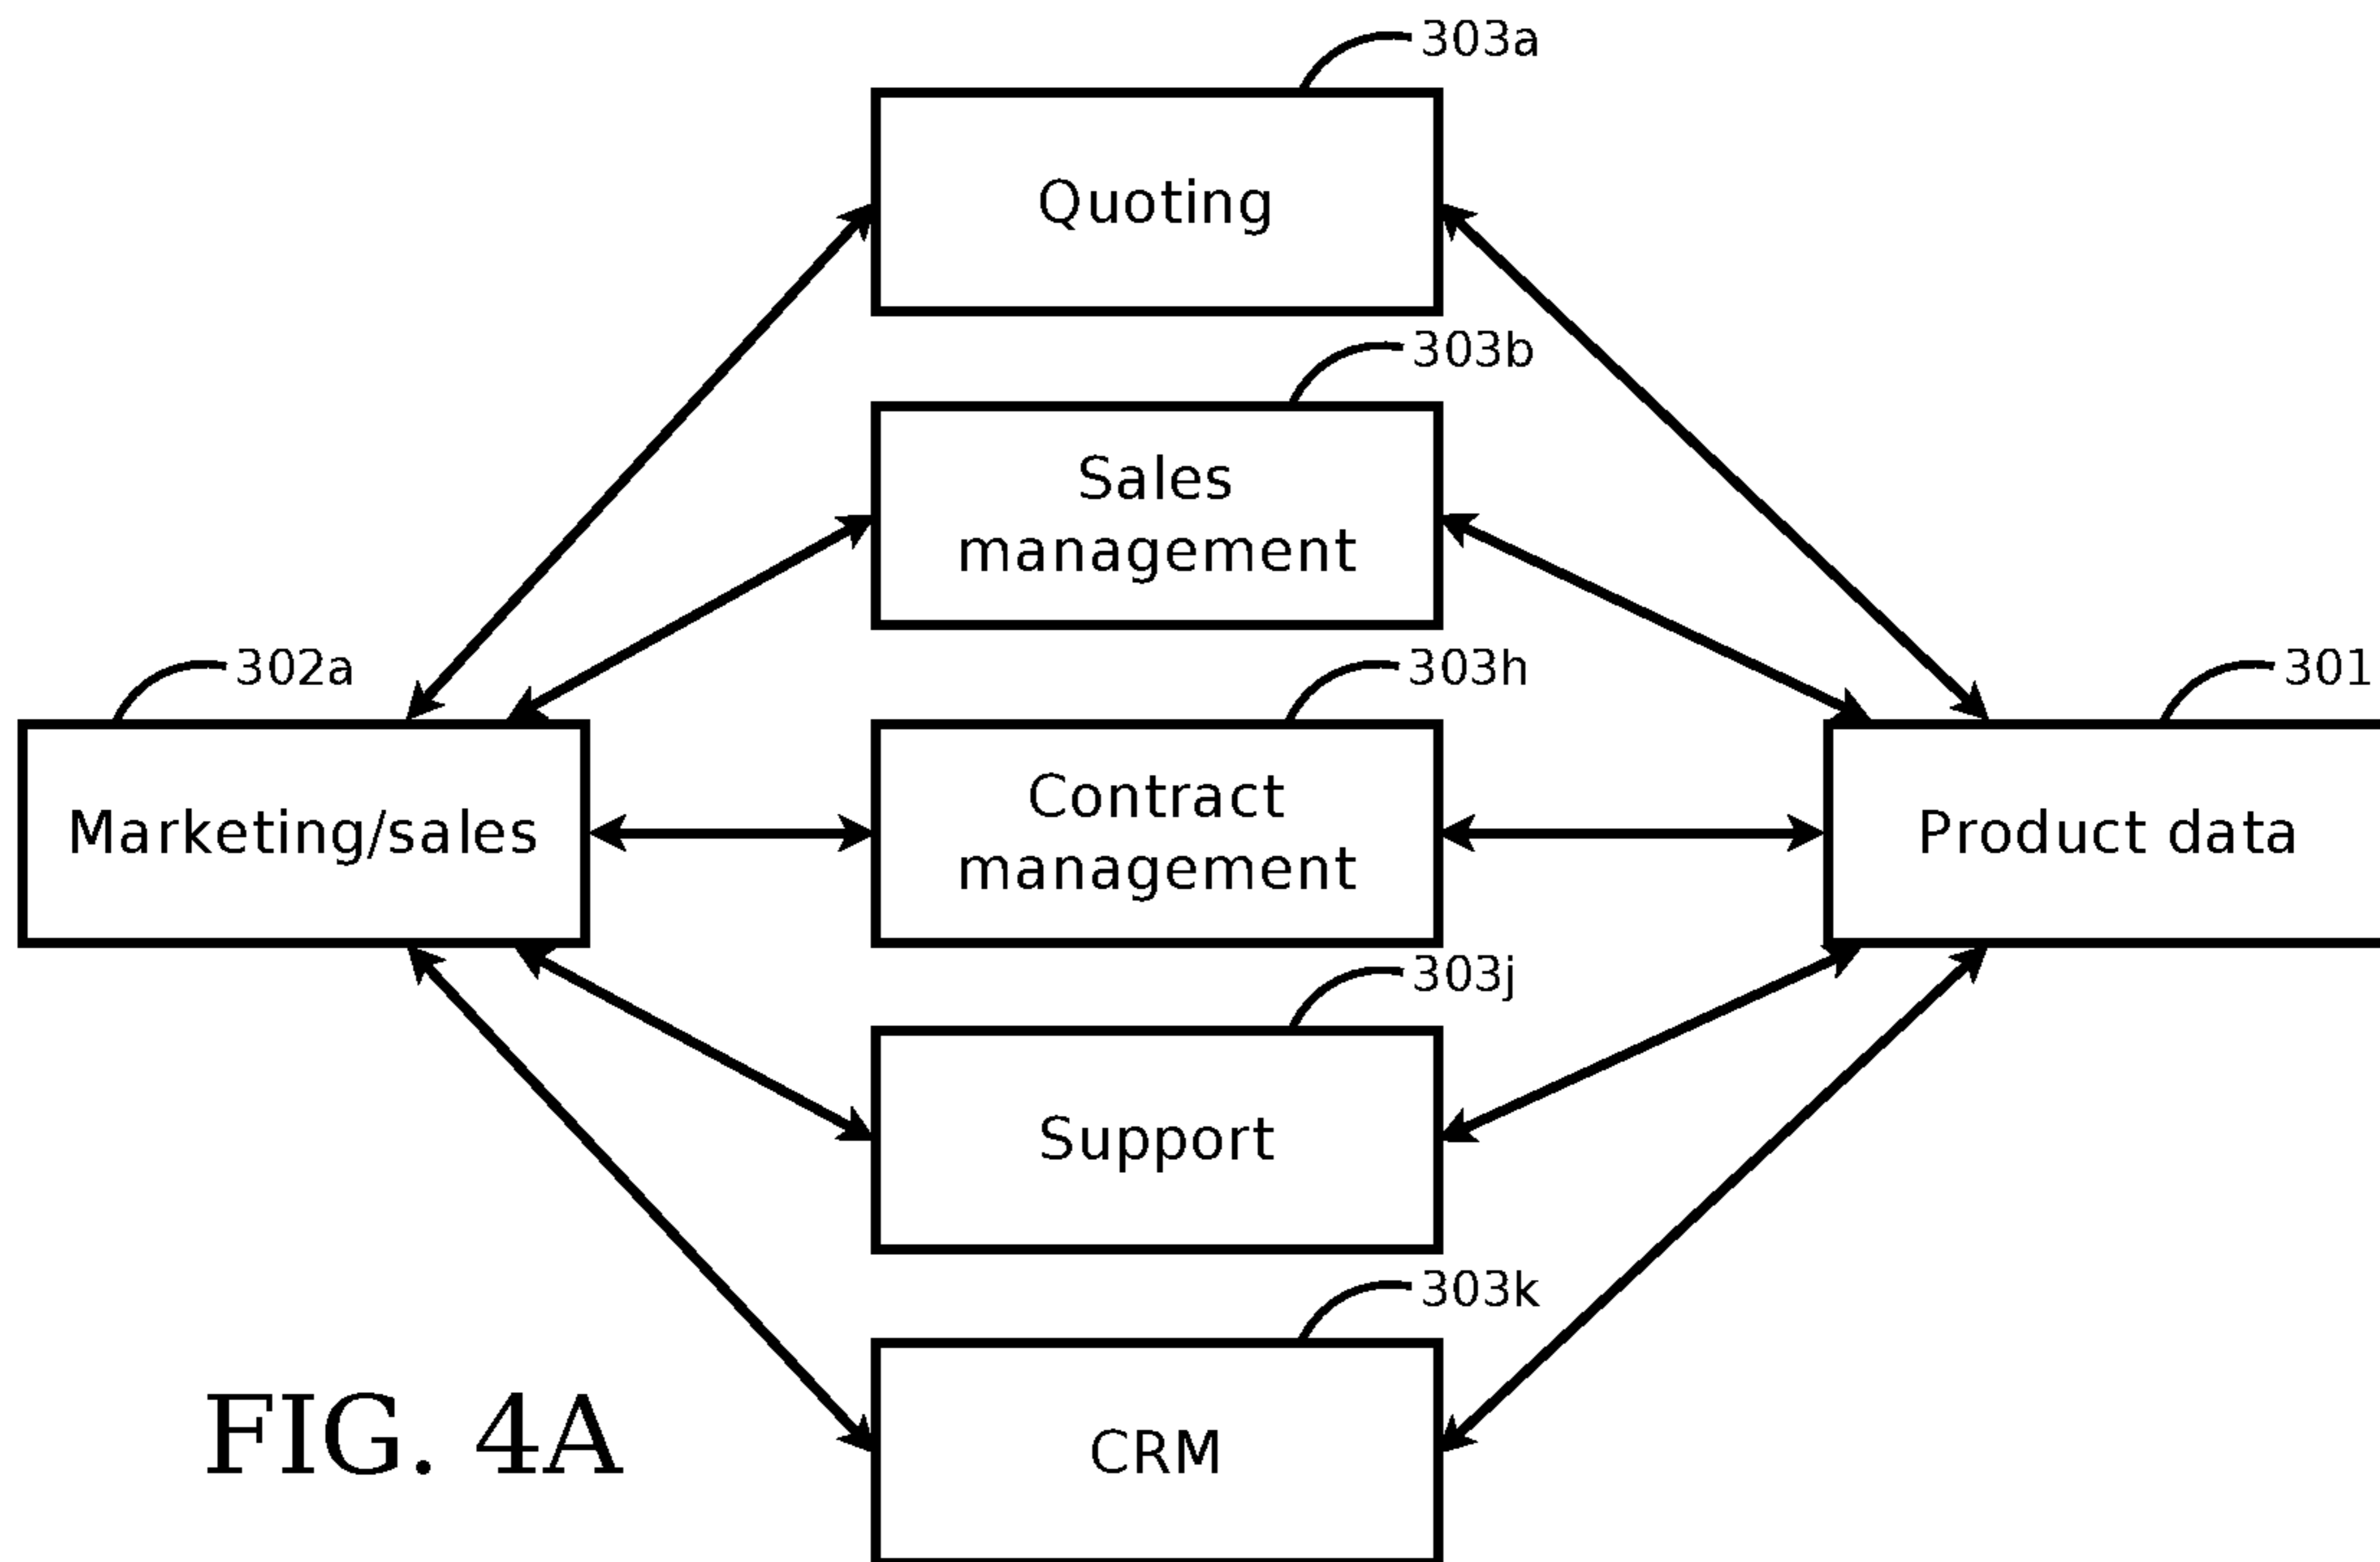 303a
Quoting
303b
Sales
management
302a
303h
301
Marketing/sales
Contract
management
Product data
303j
Support
303k
CRM
FIG. 4A